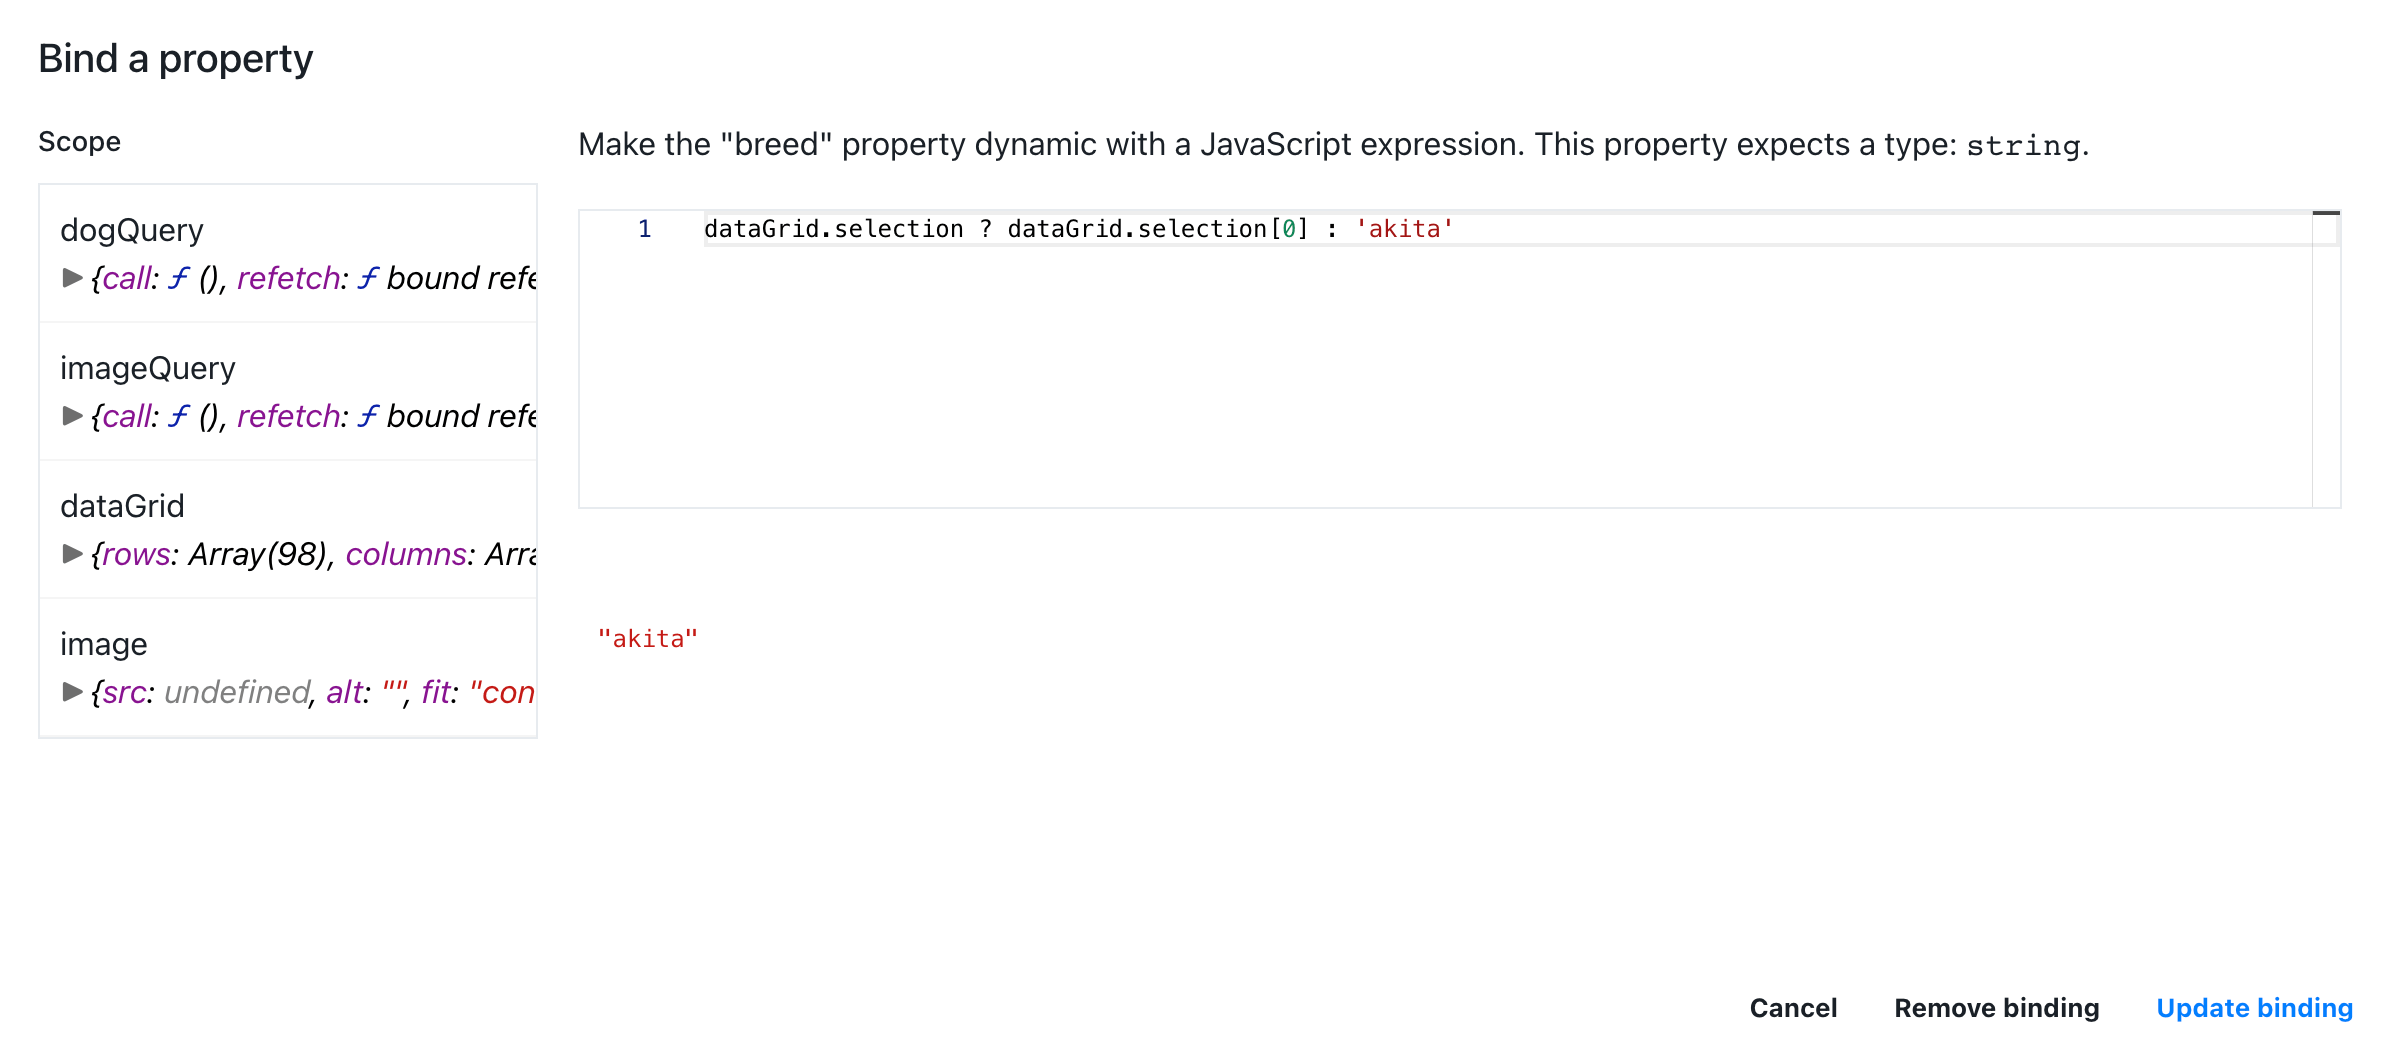 Bind a property
Scope
dogQuery
▶ {call: ƒ (), refetch: ƒ bound refe
imageQuery
▶ {call: ƒ (), refetch: ƒ bound refe
dataGrid
▶ {rows: Array(98), columns: Arra
image
▶ {src: undefined, alt: "", fit: "con
Make the "breed" property dynamic with a JavaScript expression. This property expects a type: string.
1 dataGrid.selection ? dataGrid.selection[0] : 'akita'
"akita"
Cancel Remove binding Update binding